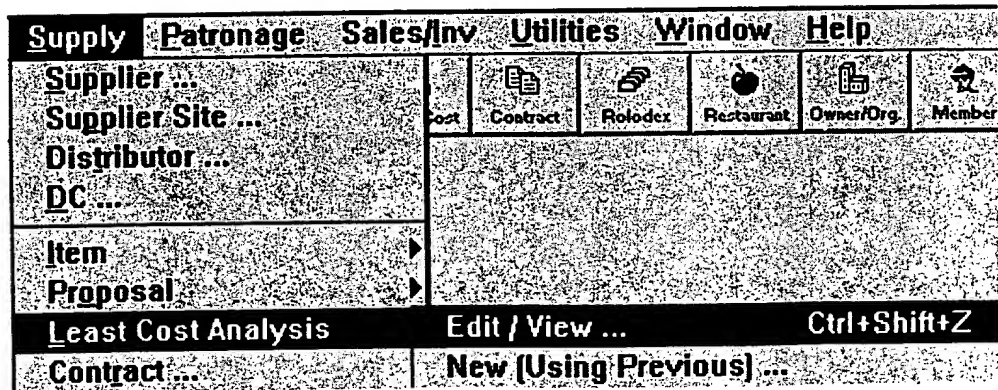 Supply Patronage Sales/Inv Utilities Window Help
Supplier ...
Supplier Site ...
Distributor ...
DC ...
Item
Proposal
Least Cost Analysis
Contract ...
Cost Contract Rolodex Restaurant Owner/Org. Member
Edit / View ... Ctrl+Shift+Z
New (Using Previous) ...